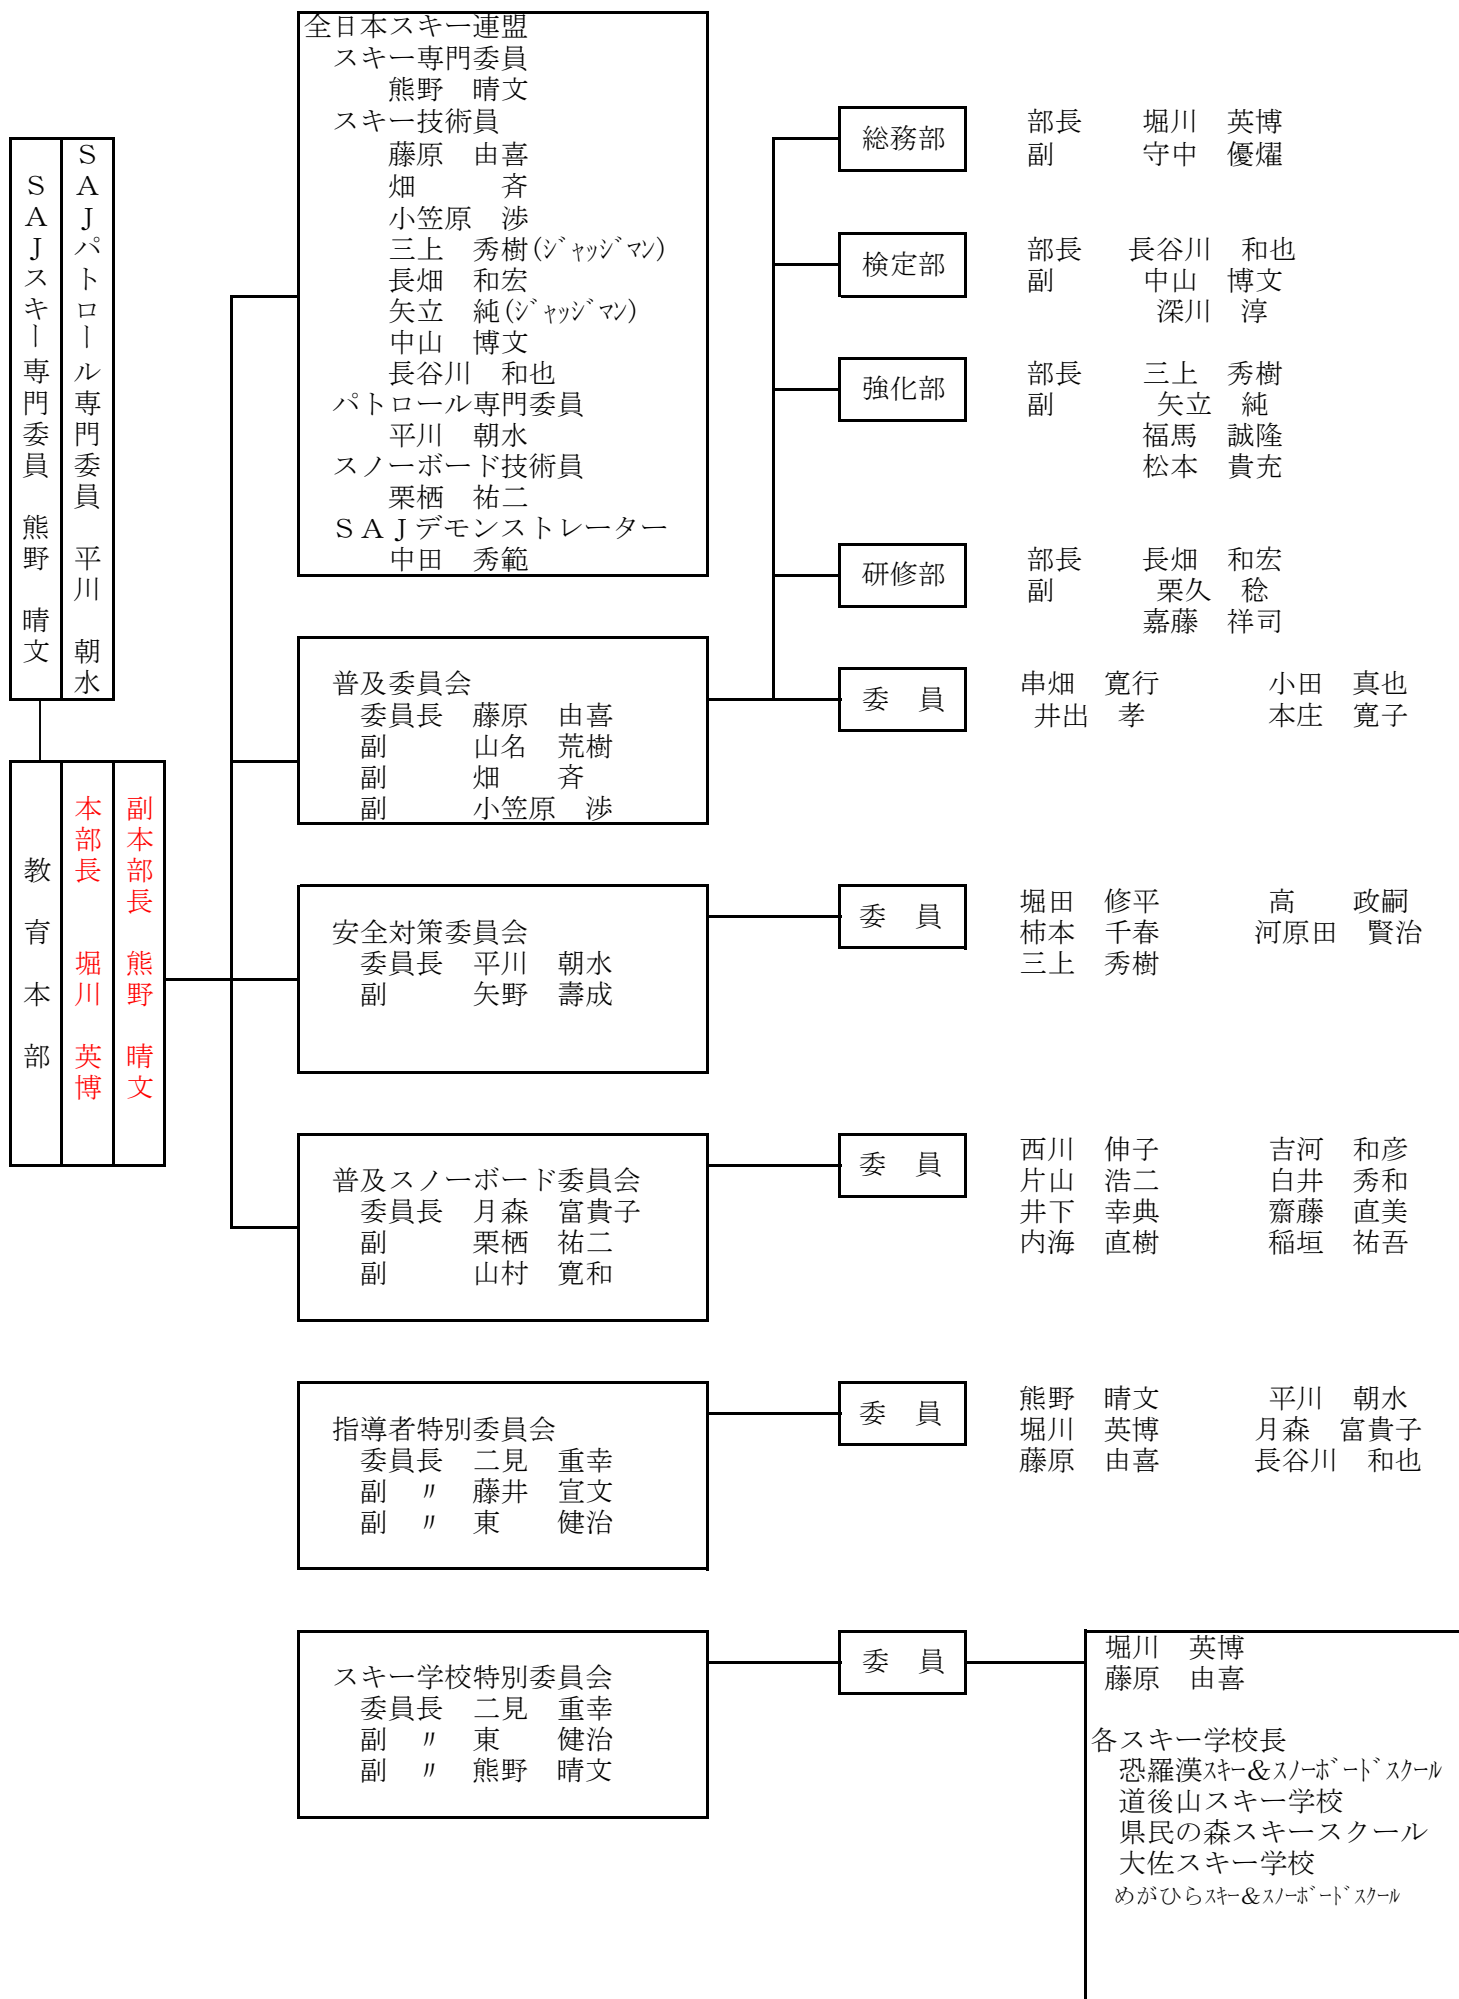 ＳＡＪスキー専門委員　熊野　晴文
ＳＡＪパトロール専門委員　平川　朝水
教育本部
本部長　堀川　英博
副本部長　熊野　晴文
全日本スキー連盟
スキー専門委員
熊野　晴文
スキー技術員
藤原　由喜
畑　　　斉
小笠原　渉
三上　秀樹(ｼﾞｬｯｼﾞﾏﾝ)
長畑　和宏
矢立　純(ｼﾞｬｯｼﾞﾏﾝ)
中山　博文
長谷川　和也
パトロール専門委員
平川　朝水
スノーボード技術員
栗栖　祐二
ＳＡＪデモンストレーター
中田　秀範
普及委員会
委員長　藤原　由喜
副　　　山名　荒樹
副　　　畑　　斉
副　　　小笠原　渉
総務部
部長　　堀川　英博
副　　　守中　優燿
検定部
部長　　長谷川　和也
副　　　中山　博文
深川　淳
強化部
部長　　三上　秀樹
副　　　矢立　純
福馬　誠隆
松本　貴充
研修部
部長　　長畑　和宏
副　　　栗久　稔
嘉藤　祥司
委　員
串畑　寛行　　　小田　真也
井出　孝　　　　本庄　寛子
安全対策委員会
委員長　平川　朝水
副　　　矢野　壽成
委　員
堀田　修平　　　高　　政嗣
柿本　千春　　　河原田　賢治
三上　秀樹
普及スノーボード委員会
委員長　月森　富貴子
副　　　栗栖　祐二
副　　　山村　寛和
委　員
西川　伸子　　　吉河　和彦
片山　浩二　　　白井　秀和
井下　幸典　　　齋藤　直美
内海　直樹　　　稲垣　祐吾
指導者特別委員会
委員長　二見　重幸
副　〃　藤井　宣文
副　〃　東　　健治
委　員
熊野　晴文　　　平川　朝水
堀川　英博　　　月森　富貴子
藤原　由喜　　　長谷川　和也
スキー学校特別委員会
委員長　二見　重幸
副　〃　東　　健治
副　〃　熊野　晴文
委　員
堀川　英博
藤原　由喜
各スキー学校長
恐羅漢ｽｷｰ&ｽﾉｰﾎﾞｰﾄﾞｽｸｰﾙ
道後山スキー学校
県民の森スキースクール
大佐スキー学校
めがひらｽｷｰ&ｽﾉｰﾎﾞｰﾄﾞｽｸｰﾙ